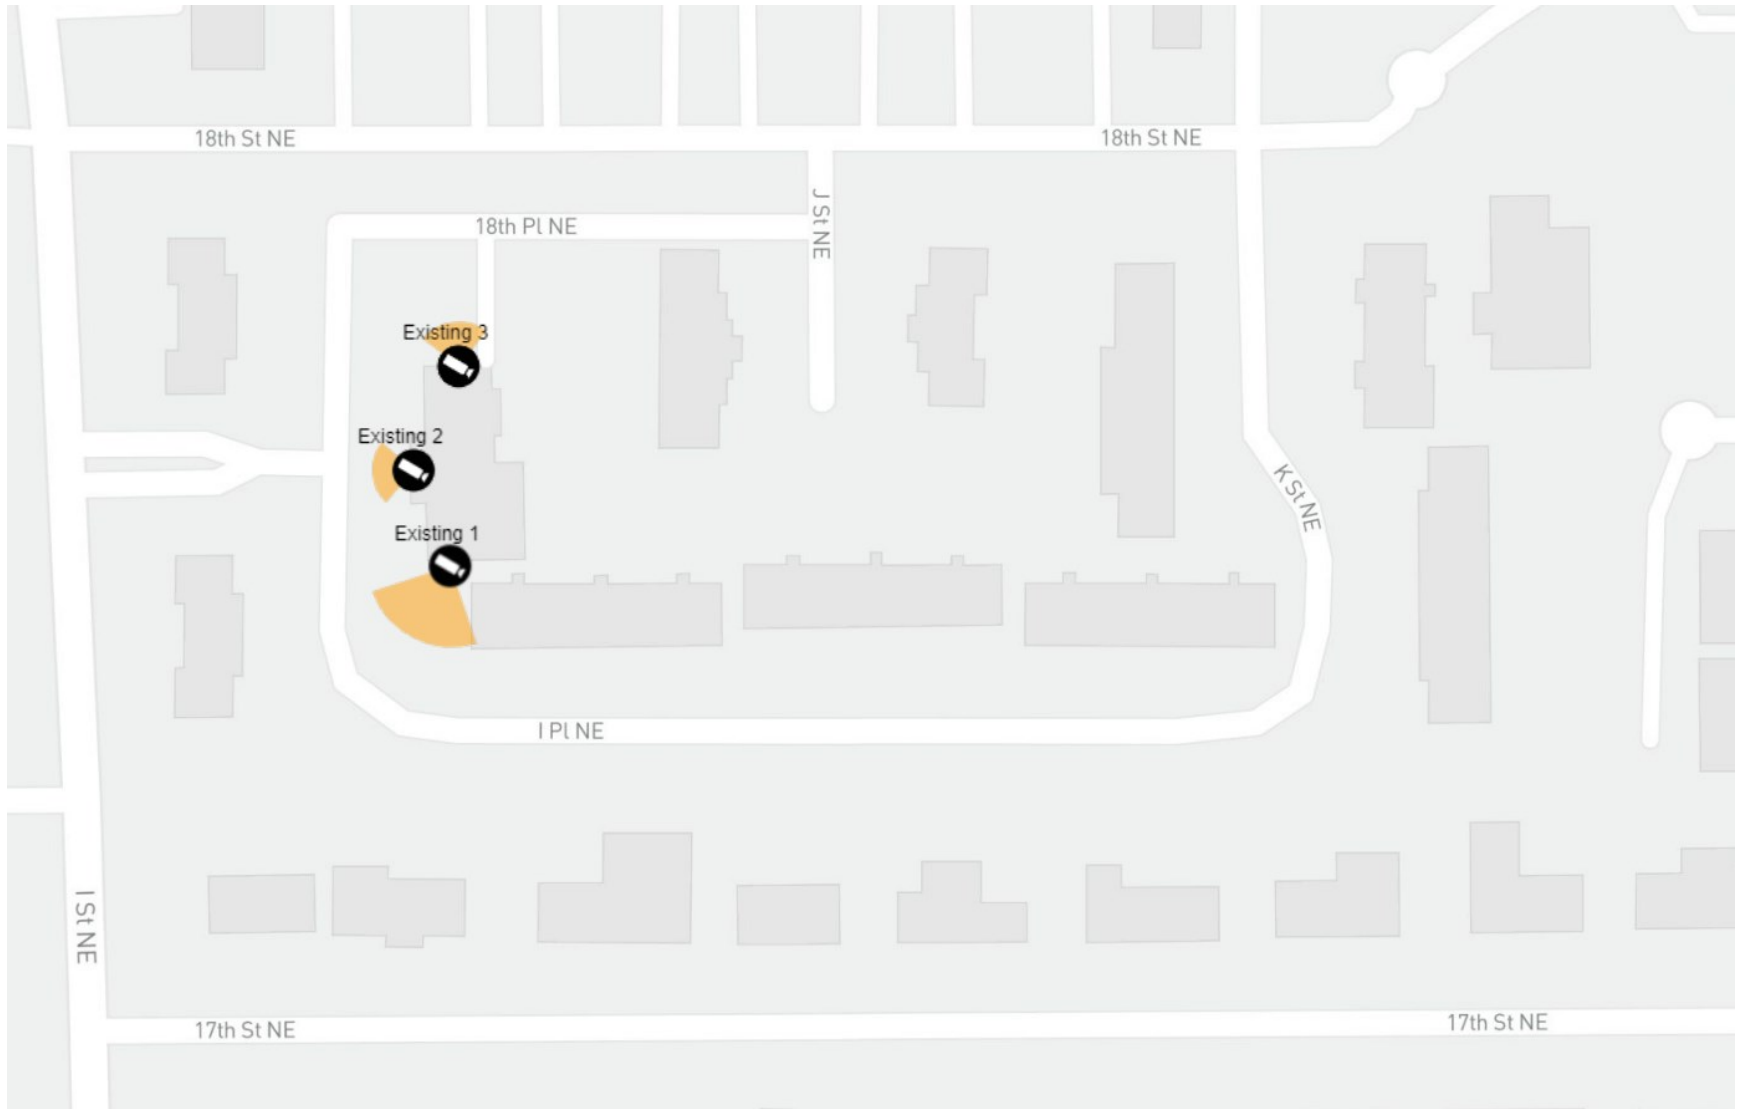 18th St NE
18th St NE
18th Pl NE
J St NE
Existing 3
Existing 2
K St NE
Existing 1
I Pl NE
I St NE
17th St NE
17th St NE